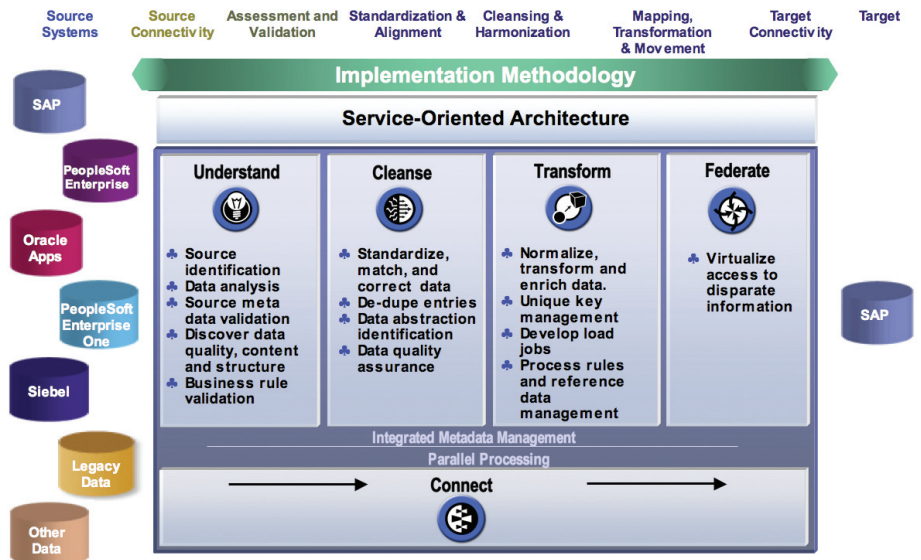 Source
Systems
Source
Connectivity
Assessment and
Validation
Standardization &
Alignment
Cleansing &
Harmonization
Mapping,
Transformation
& Movement
Target
Connectivity
Target
Implementation Methodology
Service-Oriented Architecture
SAP
PeopleSoft
Enterprise
Oracle
Apps
PeopleSoft
Enterprise
One
Siebel
Legacy
Data
Other
Data
Understand
Source
identification
Data analysis
Source meta
data validation
Discover data
quality, content
and structure
Business rule
validation
Cleanse
Standardize,
match, and
correct data
De-dupe entries
Data abstraction
identification
Data quality
assurance
Transform
Normalize,
transform and
enrich data.
Unique key
management
Develop load
jobs
Process rules
and reference
data
management
Federate
Virtualize
access to
disparate
information
SAP
Integrated Metadata Management
Parallel Processing
Connect